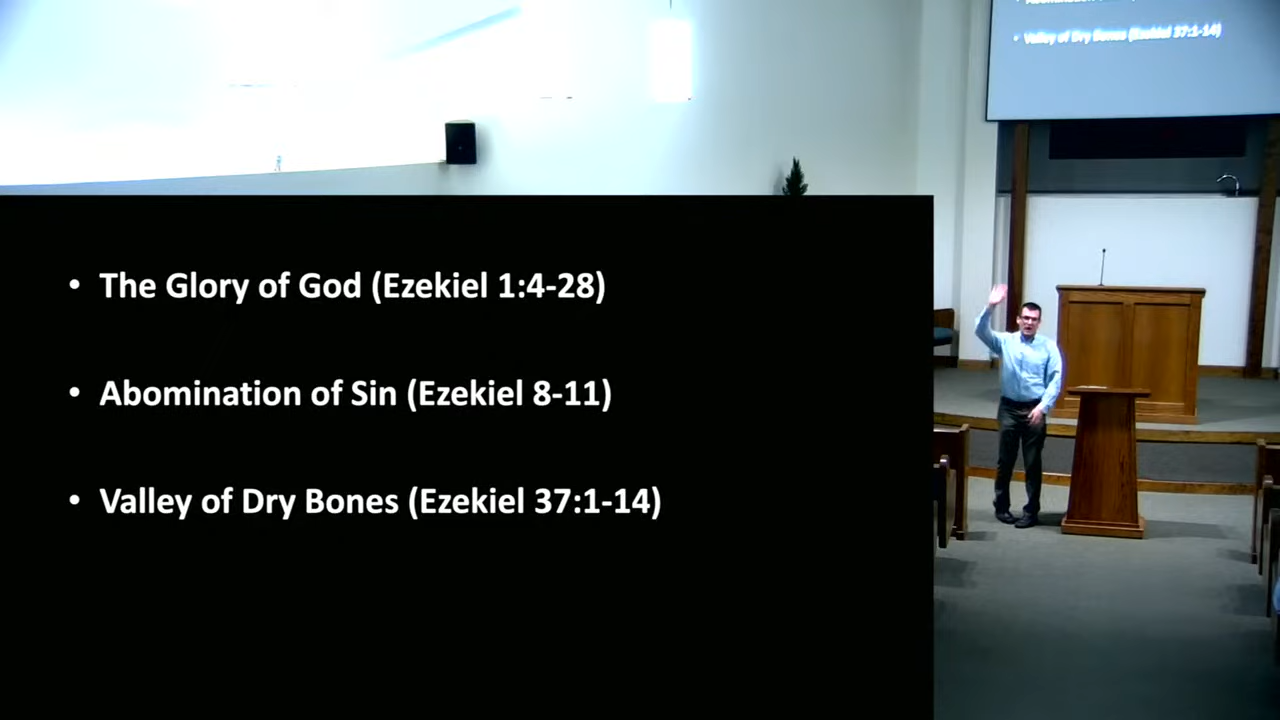 • Valley of Dry Bones (Ezekiel 37:1-14)
• The Glory of God (Ezekiel 1:4-28)
• Abomination of Sin (Ezekiel 8-11)
• Valley of Dry Bones (Ezekiel 37:1-14)